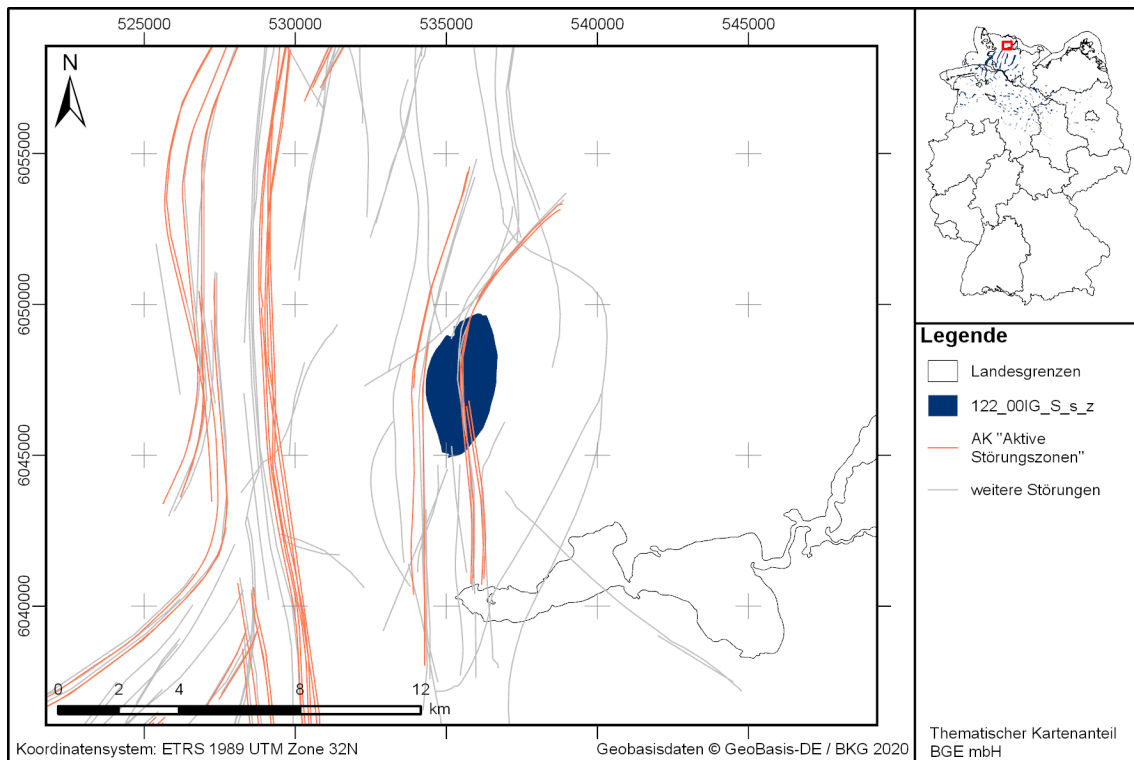 525000
530000
535000
540000
545000
N
6055000
6050000
6045000
6040000
0
2
4
8
12
km
Koordinatensystem: ETRS 1989 UTM Zone 32N
Geobasisdaten © GeoBasis-DE / BKG 2020
Legende
Landesgrenzen
122_00IG_S_s_z
AK "Aktive
Störungszonen"
weitere Störungen
Thematischer Kartenanteil
BGE mbH